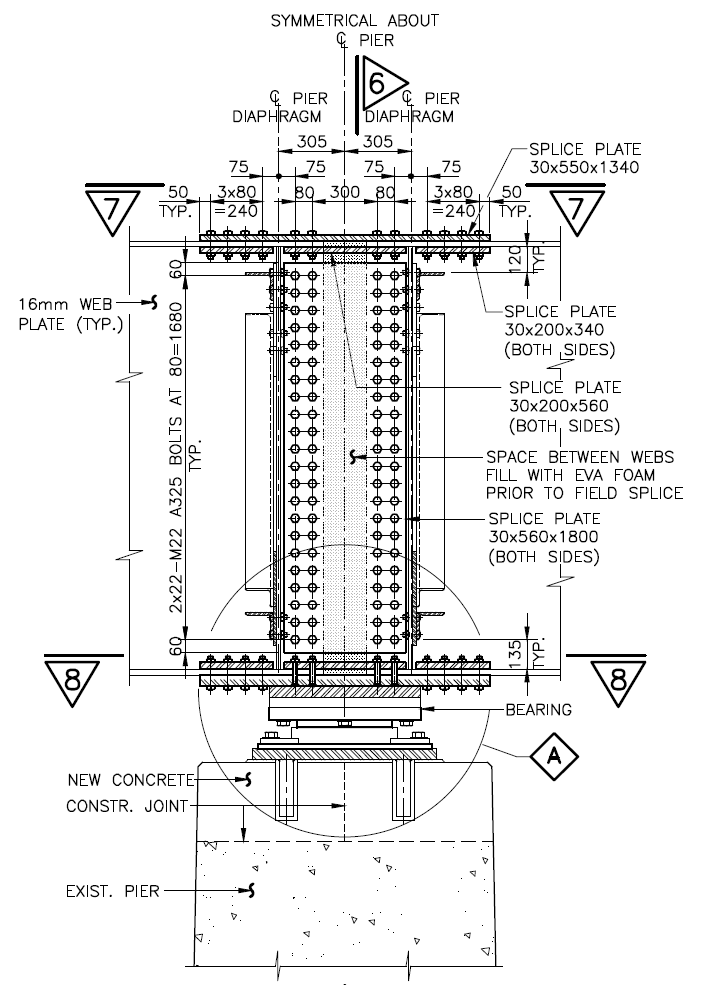 SYMMETRICAL ABOUT
℄ PIER
6
℄ PIER
DIAPHRAGM
℄ PIER
DIAPHRAGM
305
305
75
75
75
75
SPLICE PLATE
30x550x1340
50
TYP.
3x80
=240
80
300
80
3x80
=240
50
TYP.
7
7
60
120
TYP.
16mm WEB
PLATE (TYP.)
SPLICE PLATE
30x200x340
(BOTH SIDES)
SPLICE PLATE
30x200x560
(BOTH SIDES)
2x22-M22 A325 BOLTS AT 80=1680
TYP.
SPACE BETWEEN WEBS
FILL WITH EVA FOAM
PRIOR TO FIELD SPLICE
SPLICE PLATE
30x560x1800
(BOTH SIDES)
60
135
TYP.
8
8
BEARING
A
NEW CONCRETE
CONSTR. JOINT
EXIST. PIER